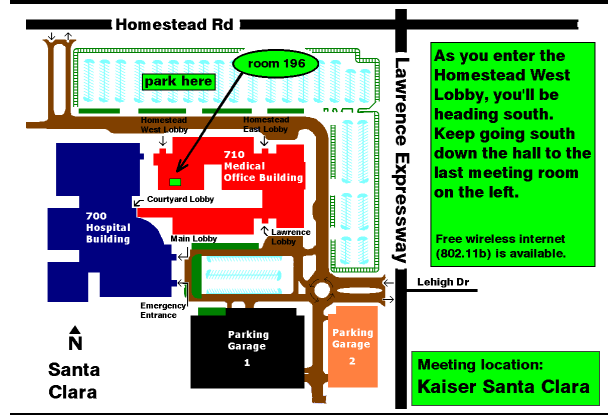 Homestead Rd
park here
room 196
Lawrence Expressway
As you enter the
Homestead West
Lobby, you'll be
heading south.
Keep going south
down the hall to the
last meeting room
on the left.
Free wireless internet
(802.11b) is available.
Homestead
West Lobby
Homestead
East Lobby
710
Medical
Office Building
Courtyard Lobby
700
Hospital
Building
Main Lobby
Lawrence
Lobby
Emergency
Entrance
Lehigh Dr
N
Santa
Clara
Parking
Garage
1
Parking
Garage
2
Meeting location:
Kaiser Santa Clara